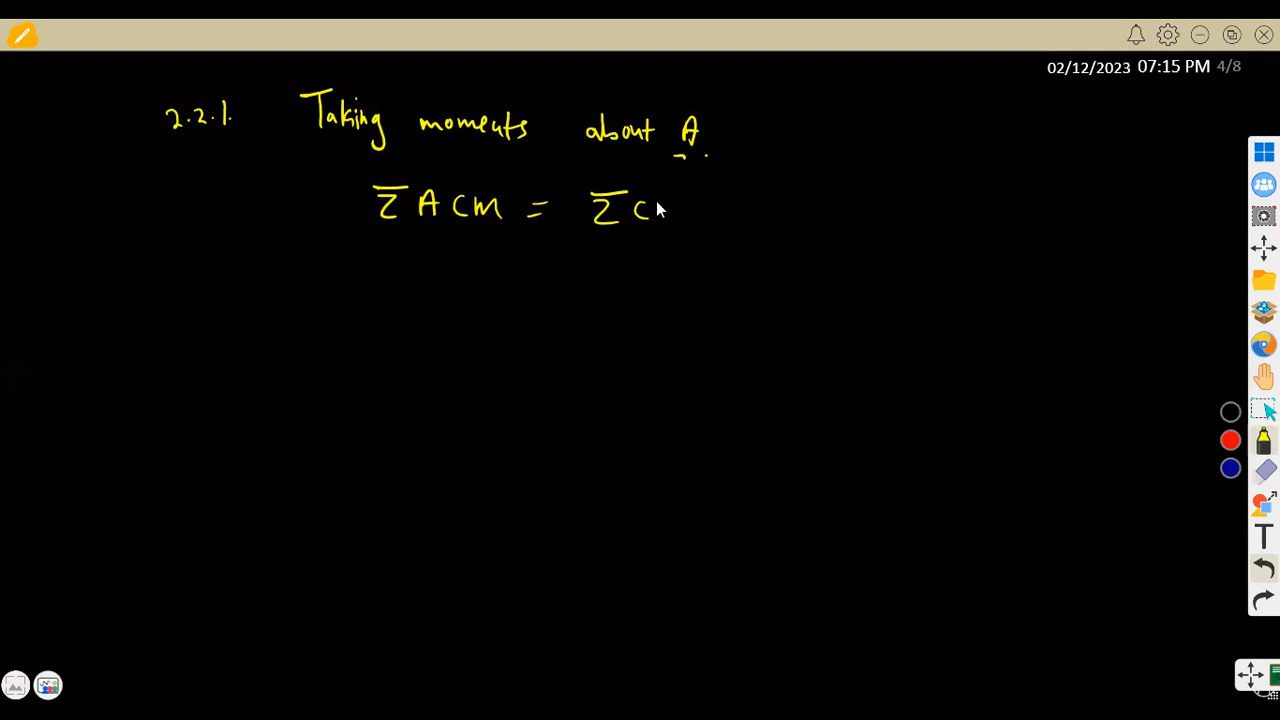 02/12/2023 07:15 PM 4/8
2.2.1. Taking moments about A.
Σ ACM = Σ C
T